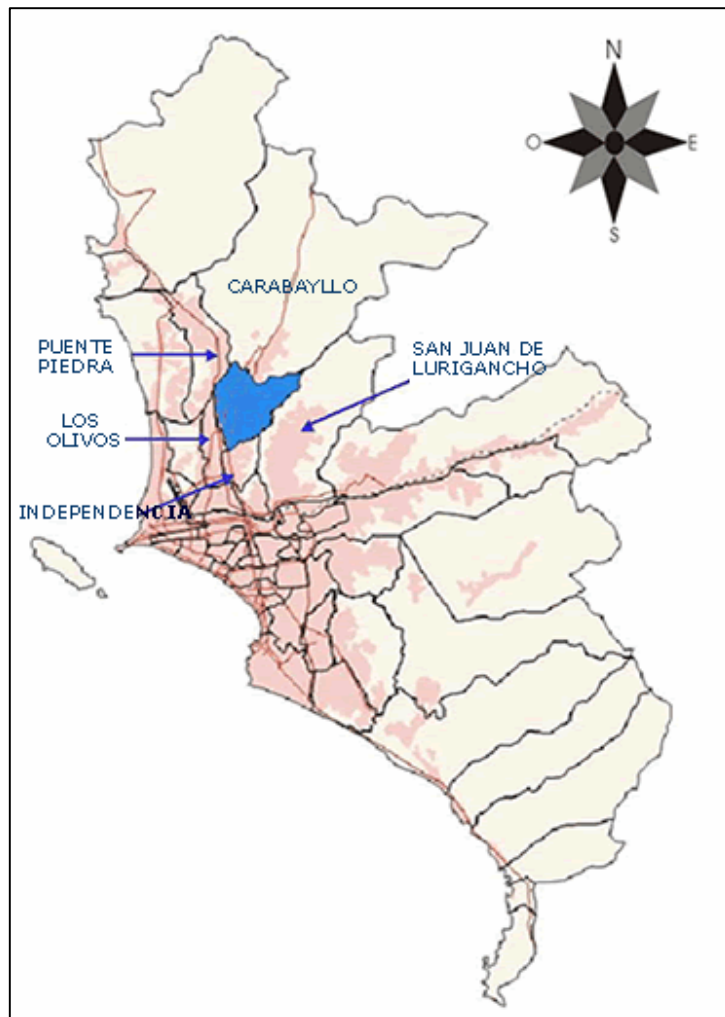 N
O
E
S
CARABAYLLO
PUENTE
PIEDRA
SAN JUAN DE
LURIGANCHO
LOS
OLIVOS
INDEPENDENCIA